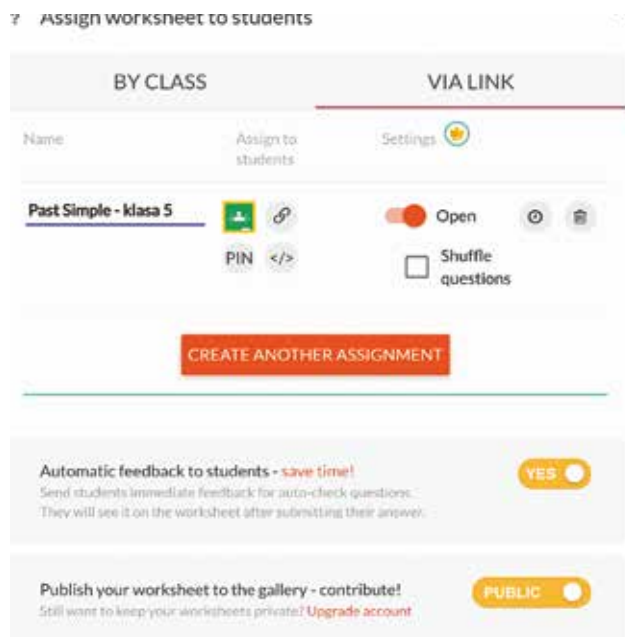 ? Assign worksheet to students
BY CLASS
VIA LINK
Name
Assign to
students
Settings
Past Simple - klasa 5
Open
PIN </>
Shuffle
questions
CREATE ANOTHER ASSIGNMENT
Automatic feedback to students - save time!
YES
Send students immediate feedback for auto-check questions.
They will see it on the worksheet after submitting their answer.
Publish your worksheet to the gallery - contribute!
PUBLIC
Still want to keep your worksheets private? Upgrade account